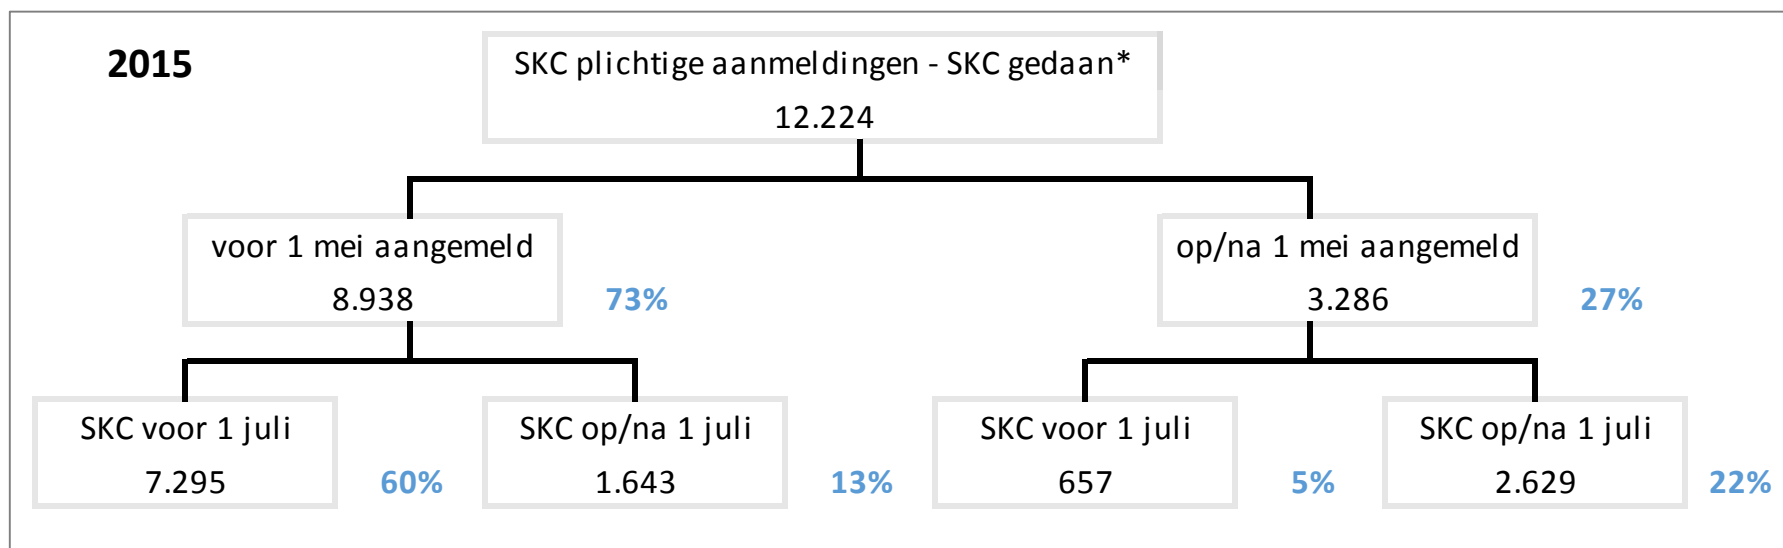 2015
SKC plichtige aanmeldingen - SKC gedaan*
12.224
voor 1 mei aangemeld
8.938
73%
op/na 1 mei aangemeld
3.286
27%
SKC voor 1 juli
7.295
60%
SKC op/na 1 juli
1.643
13%
SKC voor 1 juli
657
5%
SKC op/na 1 juli
2.629
22%